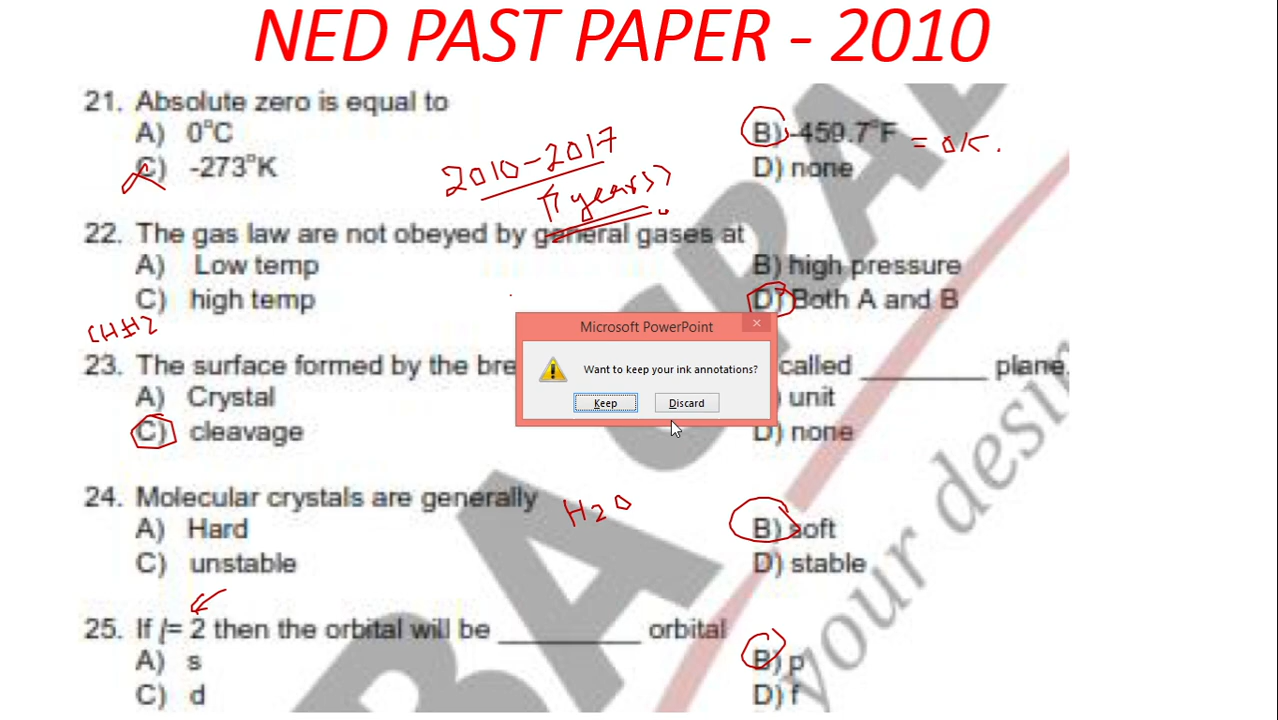 NED PAST PAPER - 2010
21. Absolute zero is equal to
A) 0°C B) -459.7°F = 0K.
C) -273°K D) none
2010-2017
(7 years)
22. The gas law are not obeyed by general gases at
A) Low temp B) high pressure
C) high temp D) Both A and B
Microsoft PowerPoint
23. The surface formed by the bre called ________ plane.
Want to keep your ink annotations?
A) Crystal ) unit
Keep Discard
C) cleavage D) none
24. Molecular crystals are generally
H2O
A) Hard B) soft
C) unstable D) stable
25. If l= 2 then the orbital will be _________ orbital
A) s B) p
C) d D) f
your desir